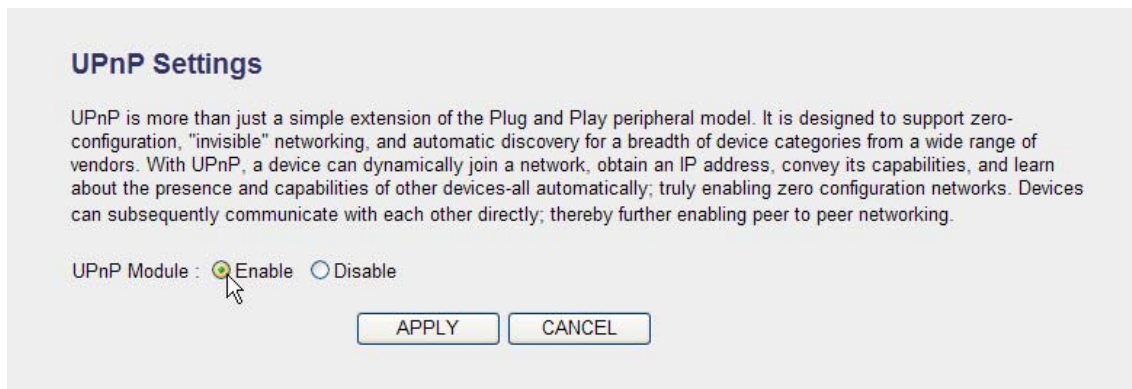 UPnP Settings
UPnP is more than just a simple extension of the Plug and Play peripheral model. It is designed to support zero-
configuration, "invisible" networking, and automatic discovery for a breadth of device categories from a wide range of
vendors. With UPnP, a device can dynamically join a network, obtain an IP address, convey its capabilities, and learn
about the presence and capabilities of other devices-all automatically; truly enabling zero configuration networks. Devices
can subsequently communicate with each other directly; thereby further enabling peer to peer networking.
UPnP Module : Enable Disable
APPLY CANCEL